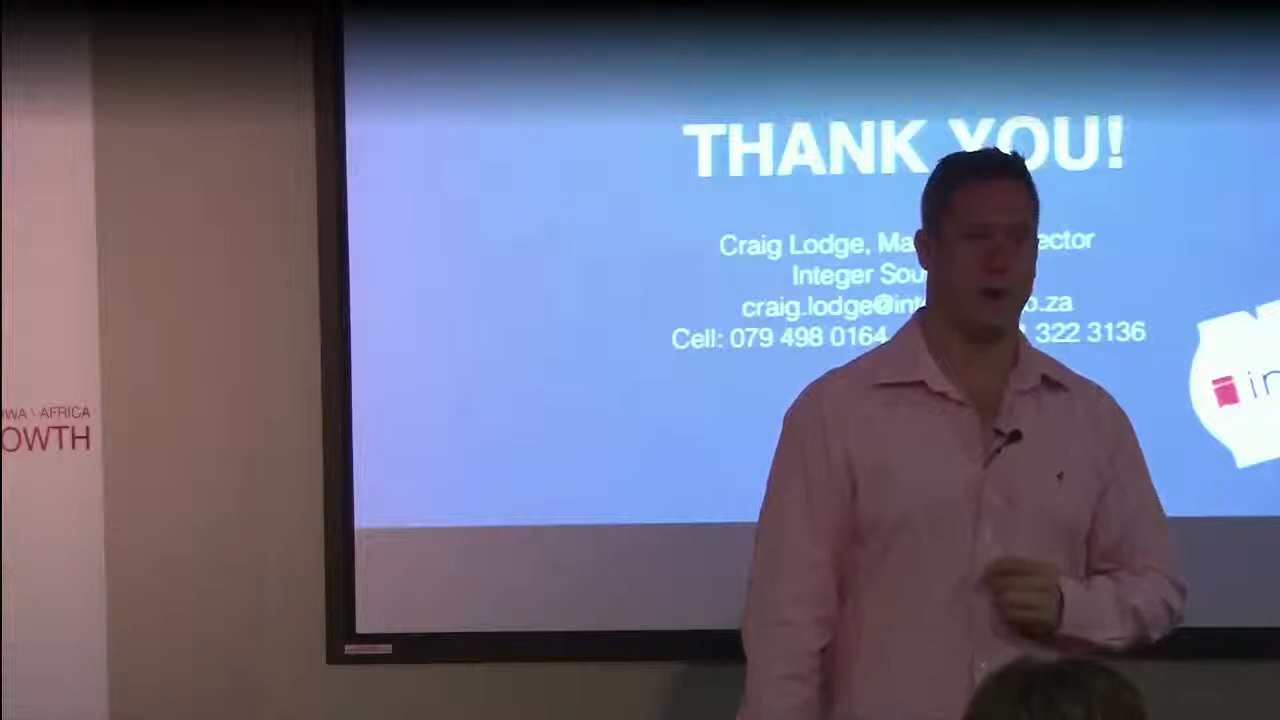 THANK YOU!
Craig Lodge, Ma ector
Integer Sou
craig.lodge@inte o.za
Cell: 079 498 0164 322 3136
in
WA \ AFRICA
OWTH